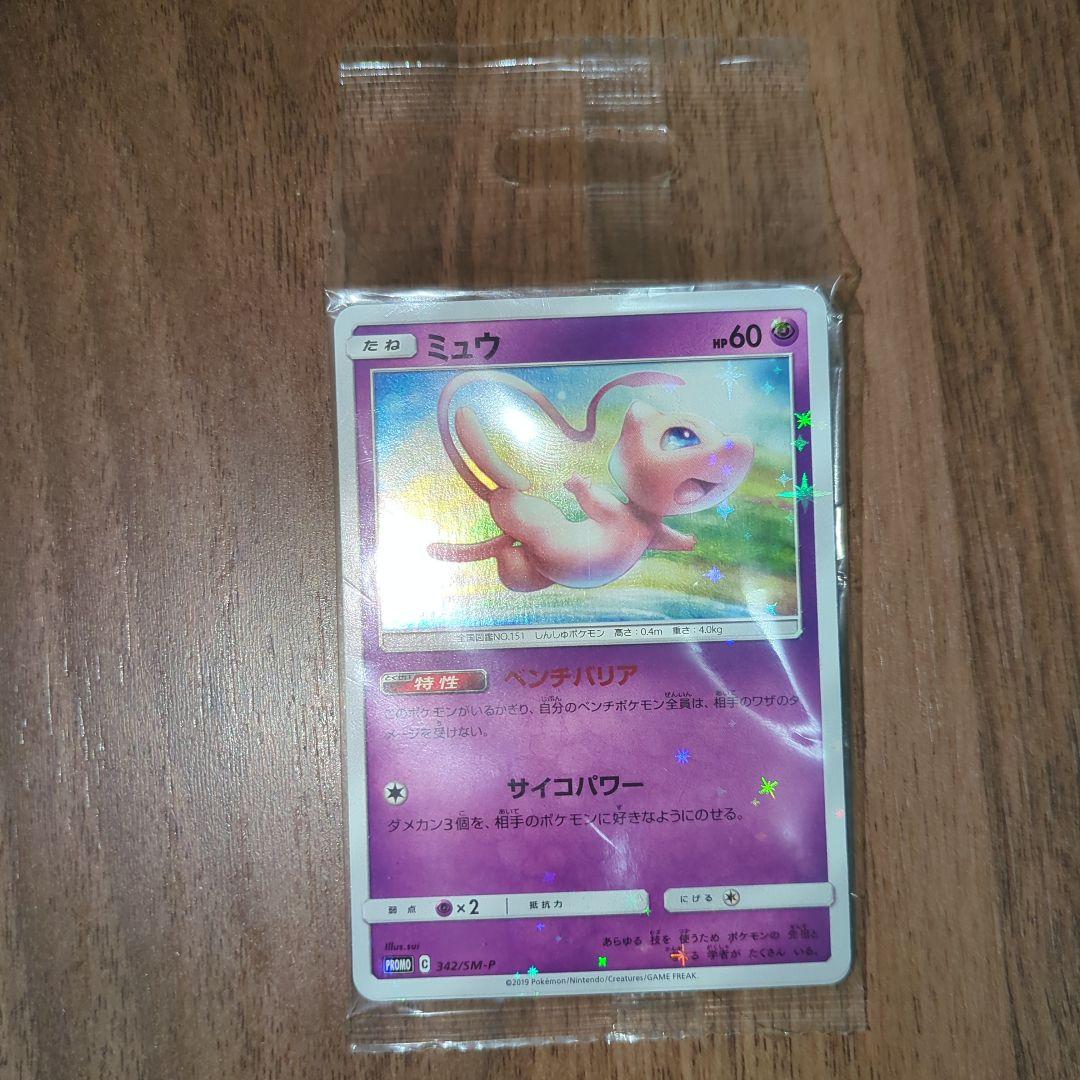 たね ミュウ HP60
全国図鑑NO.151 しんしゅポケモン 高さ:0.4m 重さ:4.0kg
特性 ベンチバリア
このポケモンがいるかぎり、自分のベンチポケモン全員は、相手のワザのダ
メージを受けない。
サイコパワー
ダメカン3個を、相手のポケモンに好きなようにのせる。
弱点 ×2 抵抗力 にげる
あらゆる 技を 使うため ポケモンの 先祖と
る 学者が たくさん いる。
Illus.sui
PROMO C 342/SM-P
©2019 Pokémon/Nintendo/Creatures/GAME FREAK.